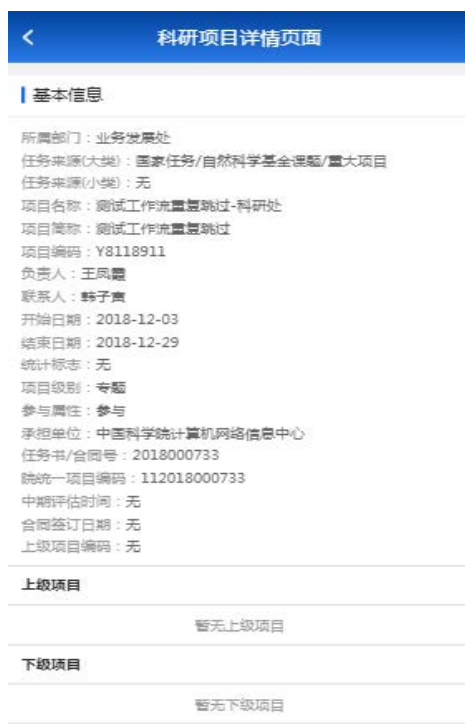 科研项目详情页面
基本信息
所属部门：业务发展处
任务来源(大类)：国家任务/自然科学基金课题/重大项目
任务来源(小类)：无
项目名称：测试工作流重复跳过-科研处
项目简称：测试工作流重复跳过
项目编码：Y8118911
负责人：王凤霞
联系人：韩子寅
开始日期：2018-12-03
结束日期：2018-12-29
统计标志：无
项目级别：专题
参与属性：参与
承担单位：中国科学院计算机网络信息中心
任务书/合同号：2018000733
院统一项目编码：112018000733
中期评估时间：无
合同签订日期：无
上级项目编码：无
上级项目
暂无上级项目
下级项目
暂无下级项目